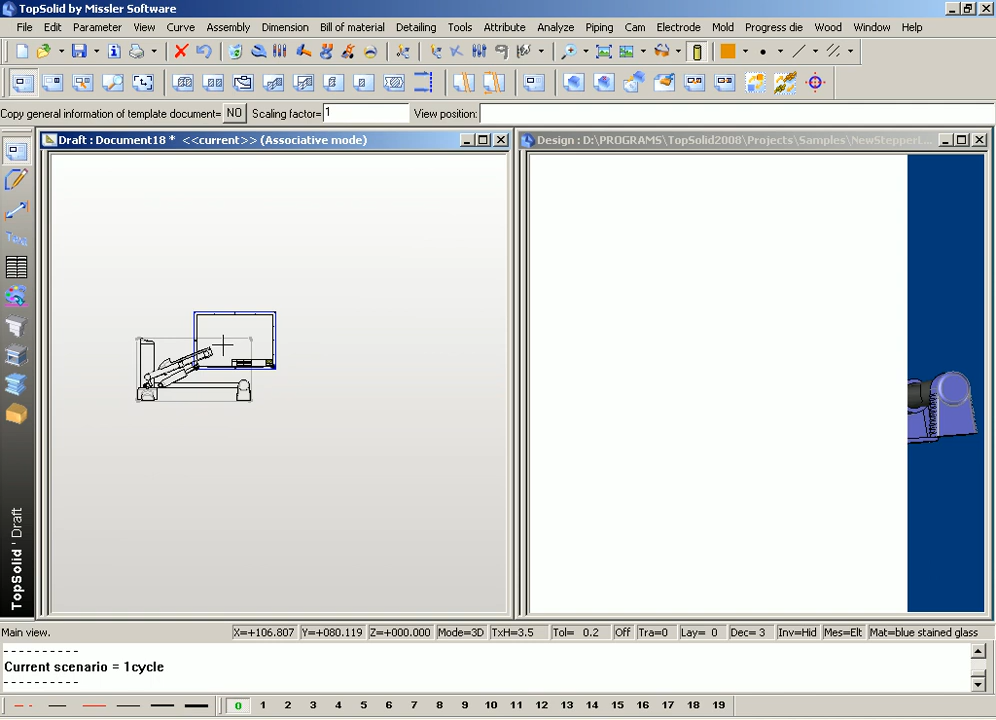 TopSolid by Missler Software
File Edit Parameter View Curve Assembly Dimension Bill of material Detailing Tools Attribute Analyze Piping Cam Electrode Mold Progress die Wood Window Help
Copy general information of template document= NO Scaling factor= 1 View position:
Draft : Document18 * <<current>> (Associative mode)
Design : D:\PROGRAMS\TopSolid2008\Projects\Samples\NewStepper
Text
TopSolid 'Draft
Main view. X=+106.807 Y=+080.119 Z=+000.000 Mode=3D TxH=3.5 Tol= 0.2 Off Tra=0 Lay= 0 Dec= 3 Inv=Hid Mes=Elt Mat=blue stained glass
----------
Current scenario = 1cycle
----------
0 1 2 3 4 5 6 7 8 9 10 11 12 13 14 15 16 17 18 19